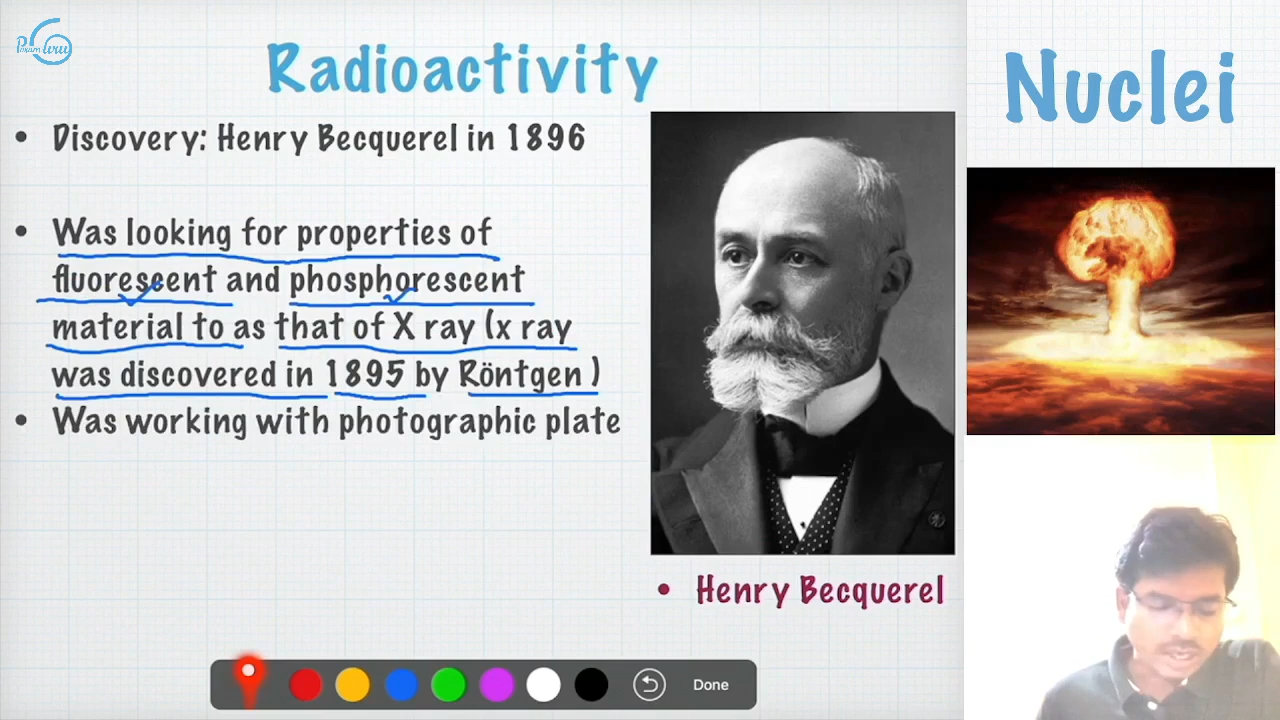 Radioactivity
Nuclei
• Discovery: Henry Becquerel in 1896
• Was looking for properties of
fluorescent and phosphorescent
material to as that of X ray (x ray
was discovered in 1895 by Röntgen )
• Was working with photographic plate
• Henry Becquerel
Done